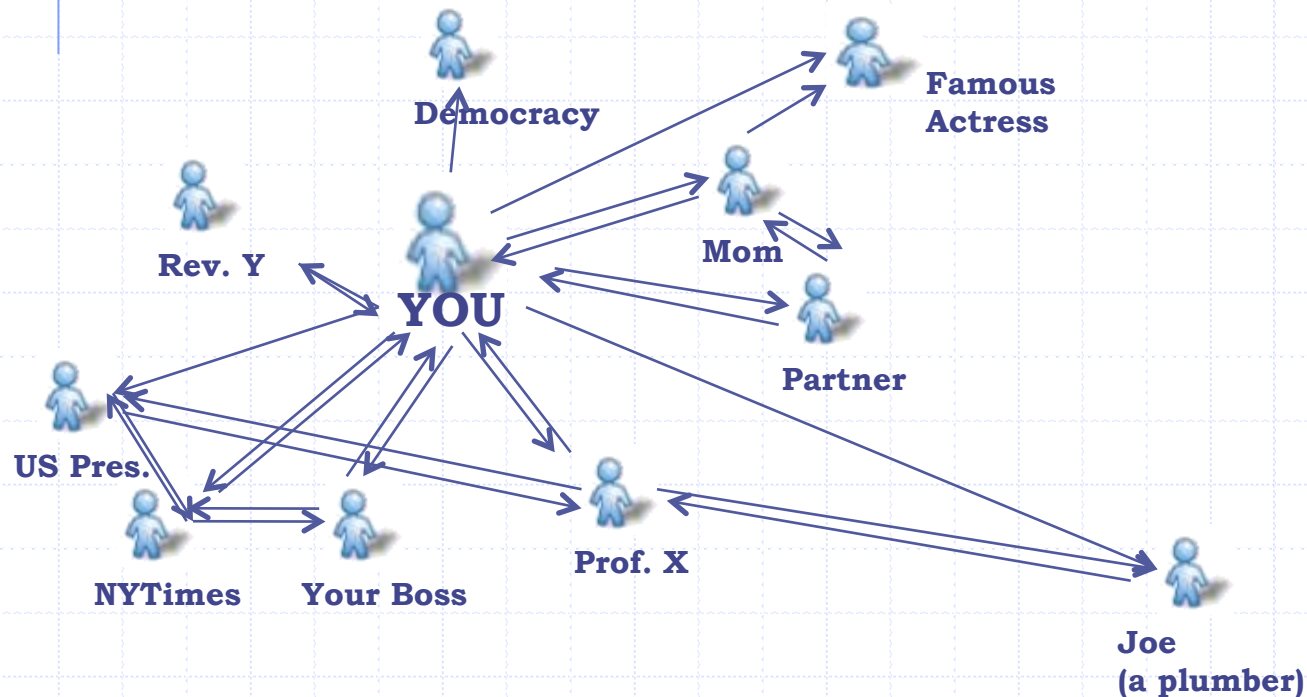 Democracy
Famous
Actress
Rev. Y
Mom
YOU
Partner
US Pres.
Prof. X
NYTimes
Your Boss
Joe
(a plumber)